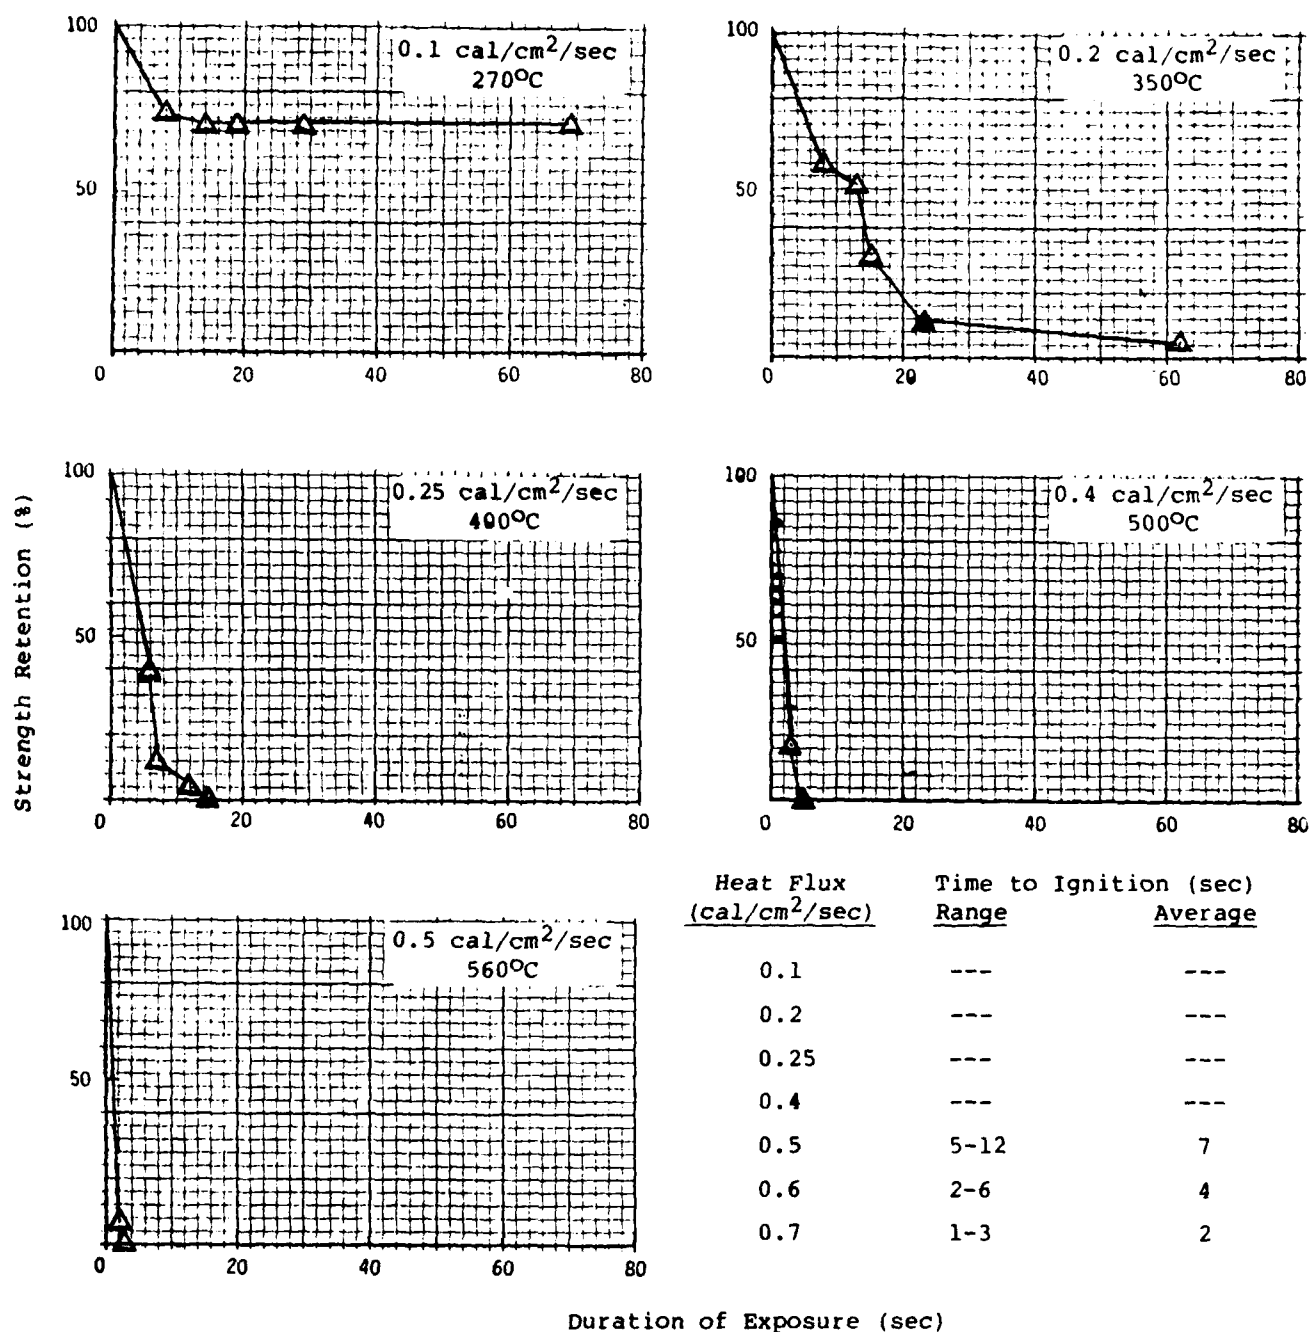 100
0.1 cal/cm²/sec
270°C
50
0 20 40 60 80
100
0.2 cal/cm²/sec
350°C
50
0 20 40 60 80
Strength Retention (%)
100
0.25 cal/cm²/sec
400°C
50
0 20 40 60 80
100
0.4 cal/cm²/sec
500°C
50
0 20 40 60 80
100
0.5 cal/cm²/sec
560°C
50
0 20 40 60 80
Heat Flux Time to Ignition (sec)
(cal/cm²/sec) Range Average
0.1 --- ---
0.2 --- ---
0.25 --- ---
0.4 --- ---
0.5 5-12 7
0.6 2-6 4
0.7 1-3 2
Duration of Exposure (sec)